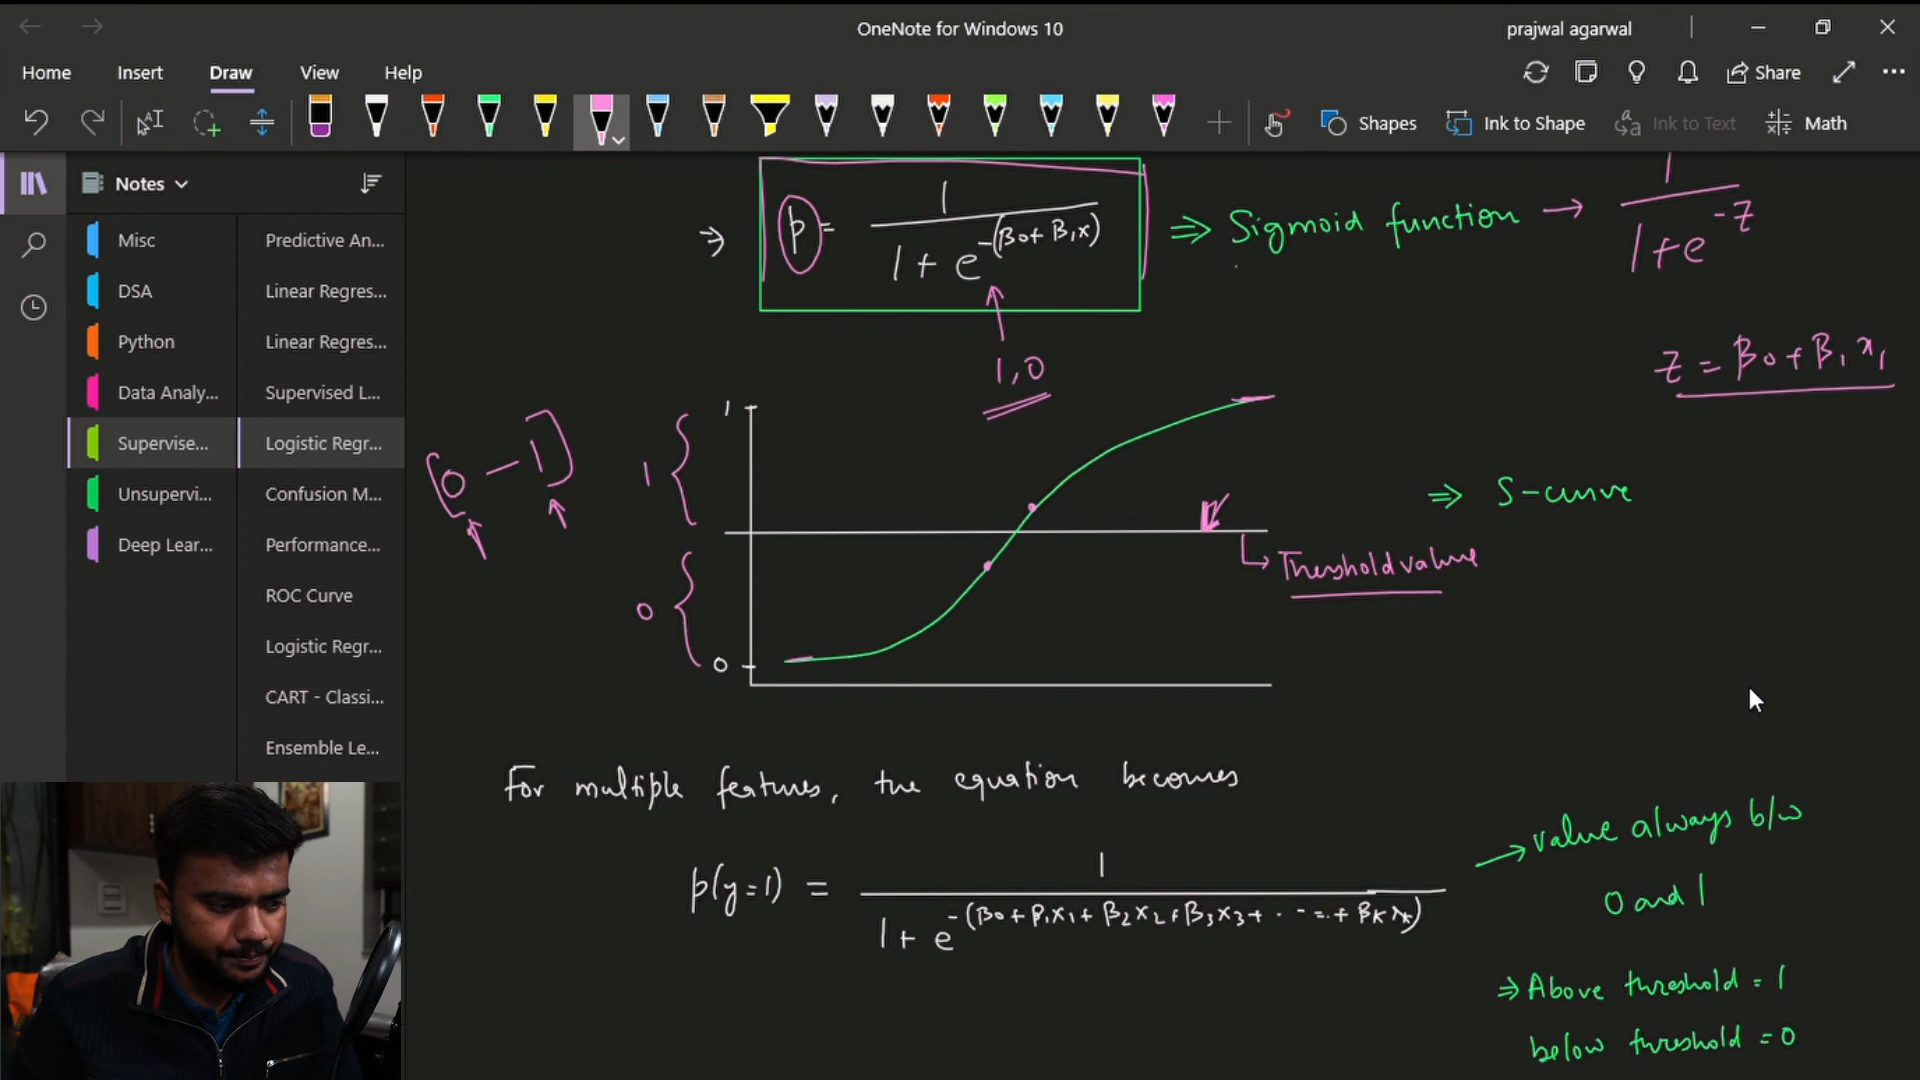 OneNote for Windows 10
prajwal agarwal
Home Insert Draw View Help
Share
Shapes Ink to Shape Ink to Text Math
Notes
Misc
DSA
Python
Data Analy...
Supervise...
Unsupervi...
Deep Lear...
Predictive An...
Linear Regres...
Linear Regres...
Supervised L...
Logistic Regr...
Confusion M...
Performance...
ROC Curve
Logistic Regr...
CART - Classi...
Ensemble Le...
⇒ p = 1 / (1 + e^-(β0 + β1x)) ⇒ Sigmoid function → 1 / (1 + e^-z)
1,0
z = β0 + β1 x1
[0 - 1]
1
1
0
0
⇒ S-curve
Threshold value
For multiple features, the equation becomes
p(y=1) = 1 / (1 + e^-(β0 + β1x1 + β2x2 + β3x3 + ---- + βkxk))
→ value always b/w
0 and 1
⇒ Above threshold = 1
below threshold = 0